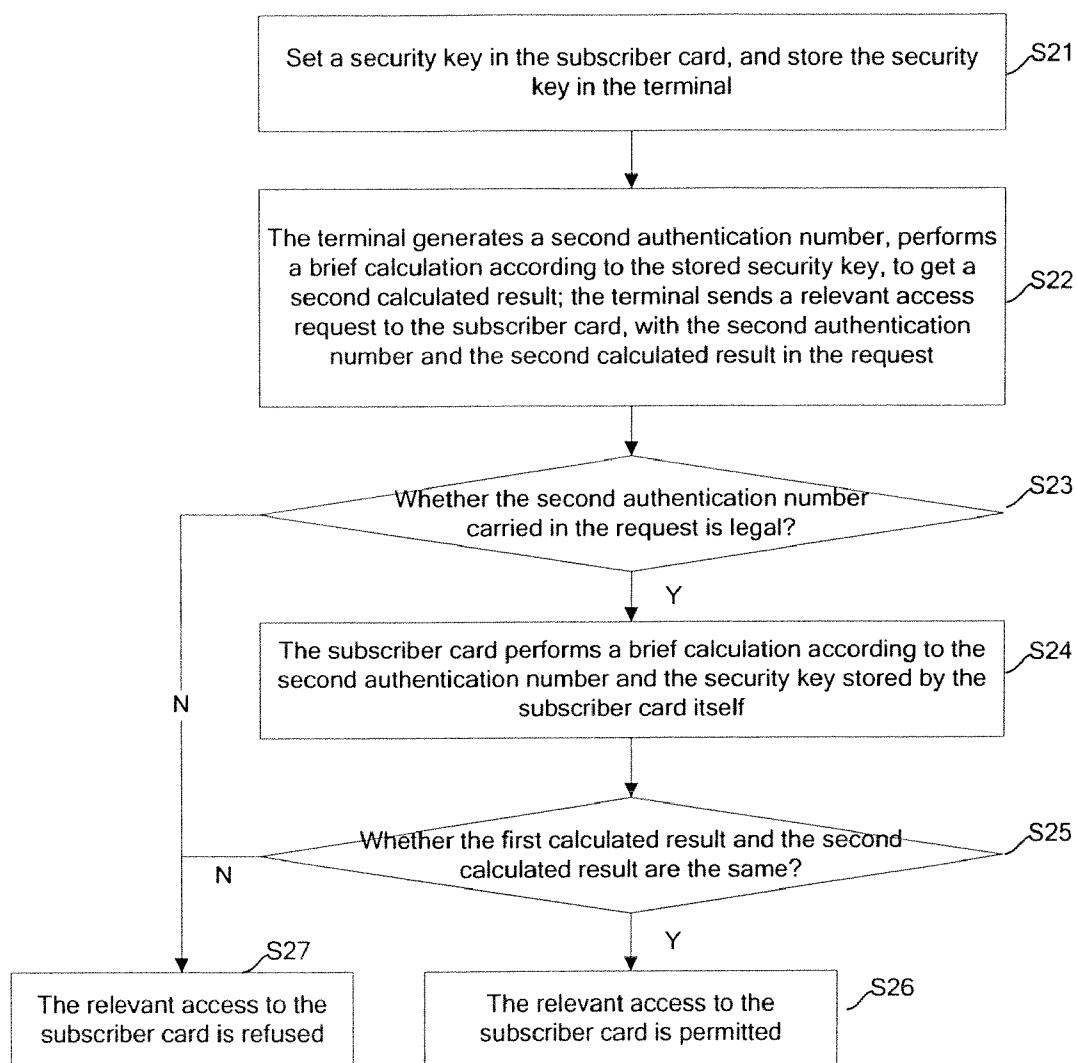 Set a security key in the subscriber card, and store the security
key in the terminal
S21
The terminal generates a second authentication number, performs
a brief calculation according to the stored security key, to get a
second calculated result; the terminal sends a relevant access
request to the subscriber card, with the second authentication
number and the second calculated result in the request
S22
Whether the second authentication number
carried in the request is legal?
S23
Y
N
The subscriber card performs a brief calculation according to the
second authentication number and the security key stored by the
subscriber card itself
S24
Whether the first calculated result and the second
calculated result are the same?
S25
N
Y
S27
The relevant access to the
subscriber card is refused
S26
The relevant access to the
subscriber card is permitted